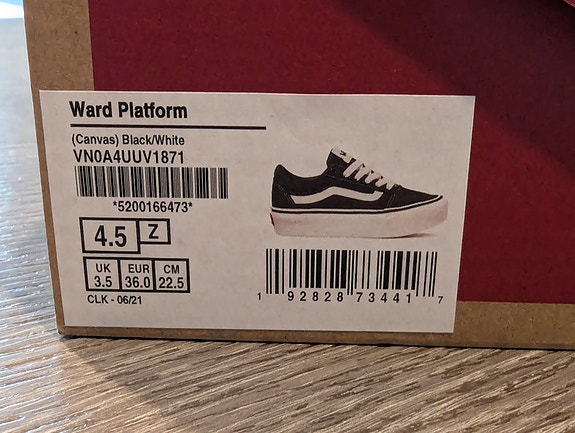 Ward Platform
(Canvas) Black/White
VN0A4UUV1871
*5200166473*
4.5 Z
UK EUR CM
3.5 36.0 22.5
CLK - 06/21
1 92828 73441 7